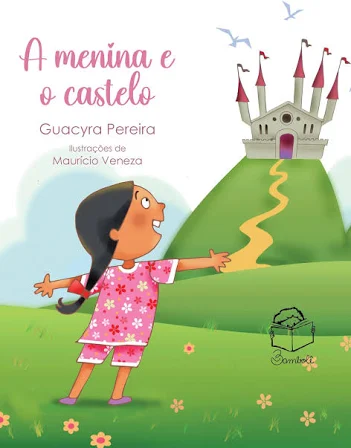 A menina e
o castelo
Guacyra Pereira
Ilustrações de
Maurício Veneza
Bambolê